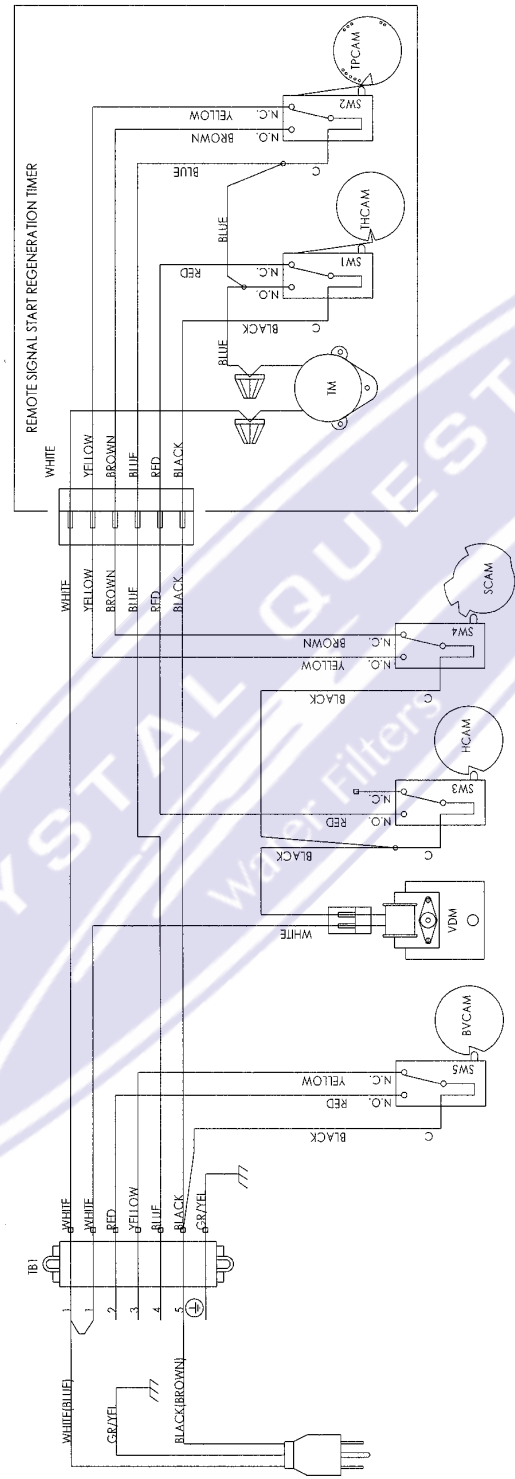 REMOTE SIGNAL START REGENERATION TIMER
TPCAM
SW2
N.C.
YELLOW
N.O.
BROWN
C
BLUE
BLUE
THCAM
SW1
N.C.
RED
N.O.
C
BLACK
BLUE
TM
WHITE
YELLOW
BROWN
BLUE
RED
BLACK
WHITE
YELLOW
BROWN
BLUE
RED
BLACK
SCAM
SW4
N.C.
BROWN
N.O.
YELLOW
C
BLACK
HCAM
SW3
N.C.
N.O.
RED
C
BLACK
VDM
WHITE
BVCAM
SW5
N.C.
YELLOW
N.O.
RED
C
BLACK
TB1
WHITE
WHITE
RED
YELLOW
BLUE
BLACK
GR/YEL
1
1
2
3
4
5
WHITE(BLUE)
GR/YEL
BLACK(BROWN)
YSTAL QUEST
Water Filters